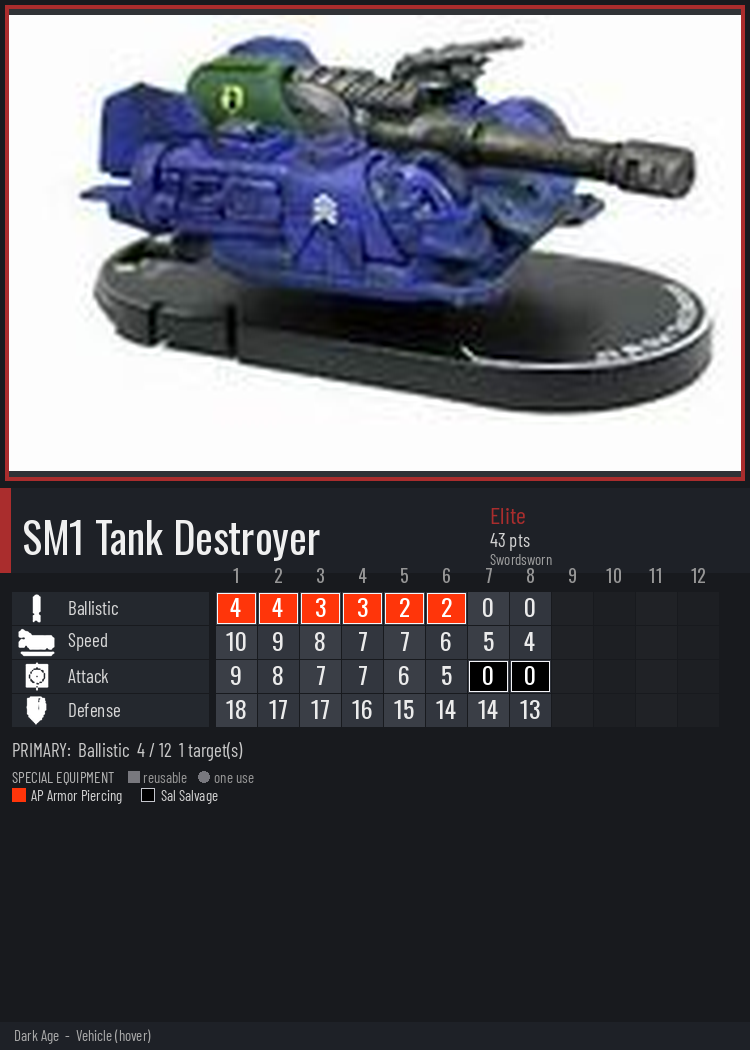 SM1 Tank Destroyer
Elite
43 pts
Swordsworn
1 2 3 4 5 6 7 8 9 10 11 12
Ballistic 4 4 3 3 2 2 0 0
Speed 10 9 8 7 7 6 5 4
Attack 9 8 7 7 6 5 0 0
Defense 18 17 17 16 15 14 14 13
PRIMARY: Ballistic 4 / 12 1 target(s)
SPECIAL EQUIPMENT reusable one use
AP Armor Piercing Sal Salvage
Dark Age - Vehicle (hover)